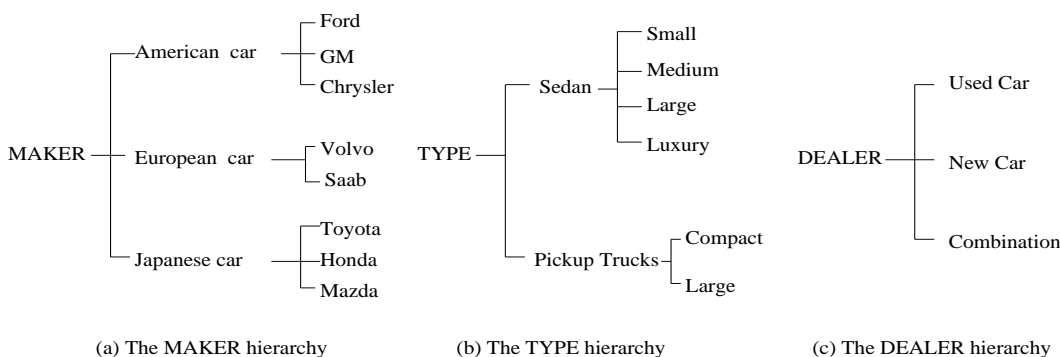 MAKER
American car
Ford
GM
Chrysler
European car
Volvo
Saab
Japanese car
Toyota
Honda
Mazda
(a) The MAKER hierarchy
TYPE
Sedan
Small
Medium
Large
Luxury
Pickup Trucks
Compact
Large
(b) The TYPE hierarchy
DEALER
Used Car
New Car
Combination
(c) The DEALER hierarchy